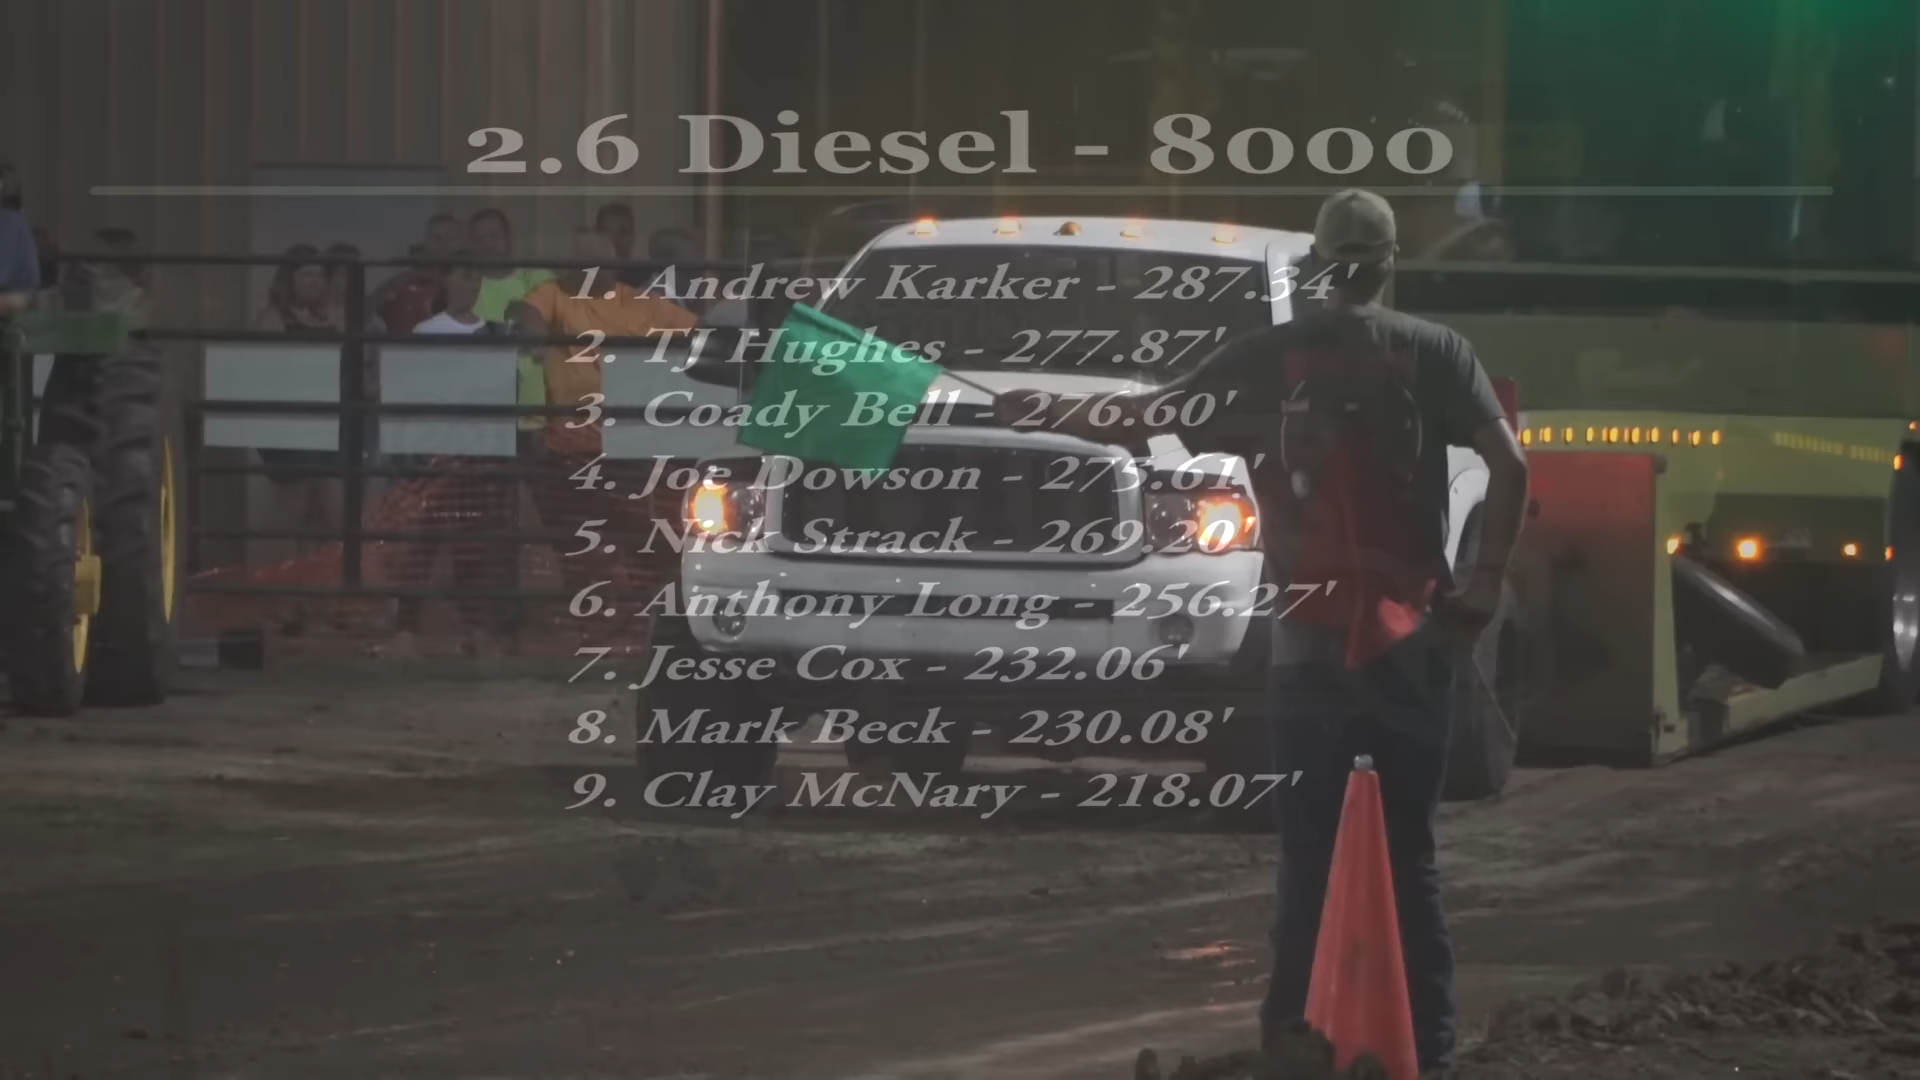 2.6 Diesel - 8000
1. Andrew Karker - 287.34'
2. TJ Hughes - 277.87'
3. Coady Bell - 276.60'
4. Joe Dowson - 275.61'
5. Nick Strack - 269.20'
6. Anthony Long - 256.27'
7. Jesse Cox - 232.06'
8. Mark Beck - 230.08'
9. Clay McNary - 218.07'